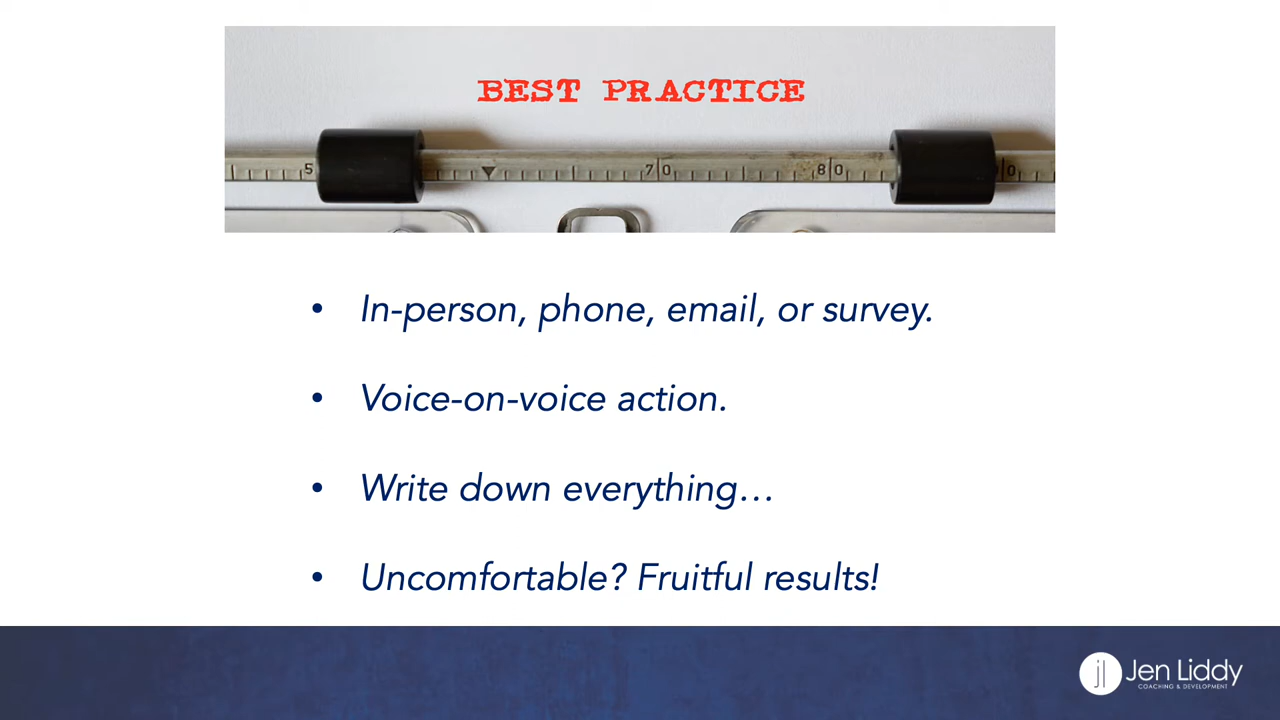 BEST PRACTICE
5 70 80 0
• In-person, phone, email, or survey.
• Voice-on-voice action.
• Write down everything…
• Uncomfortable? Fruitful results!
jl Jen Liddy
COACHING & DEVELOPMENT